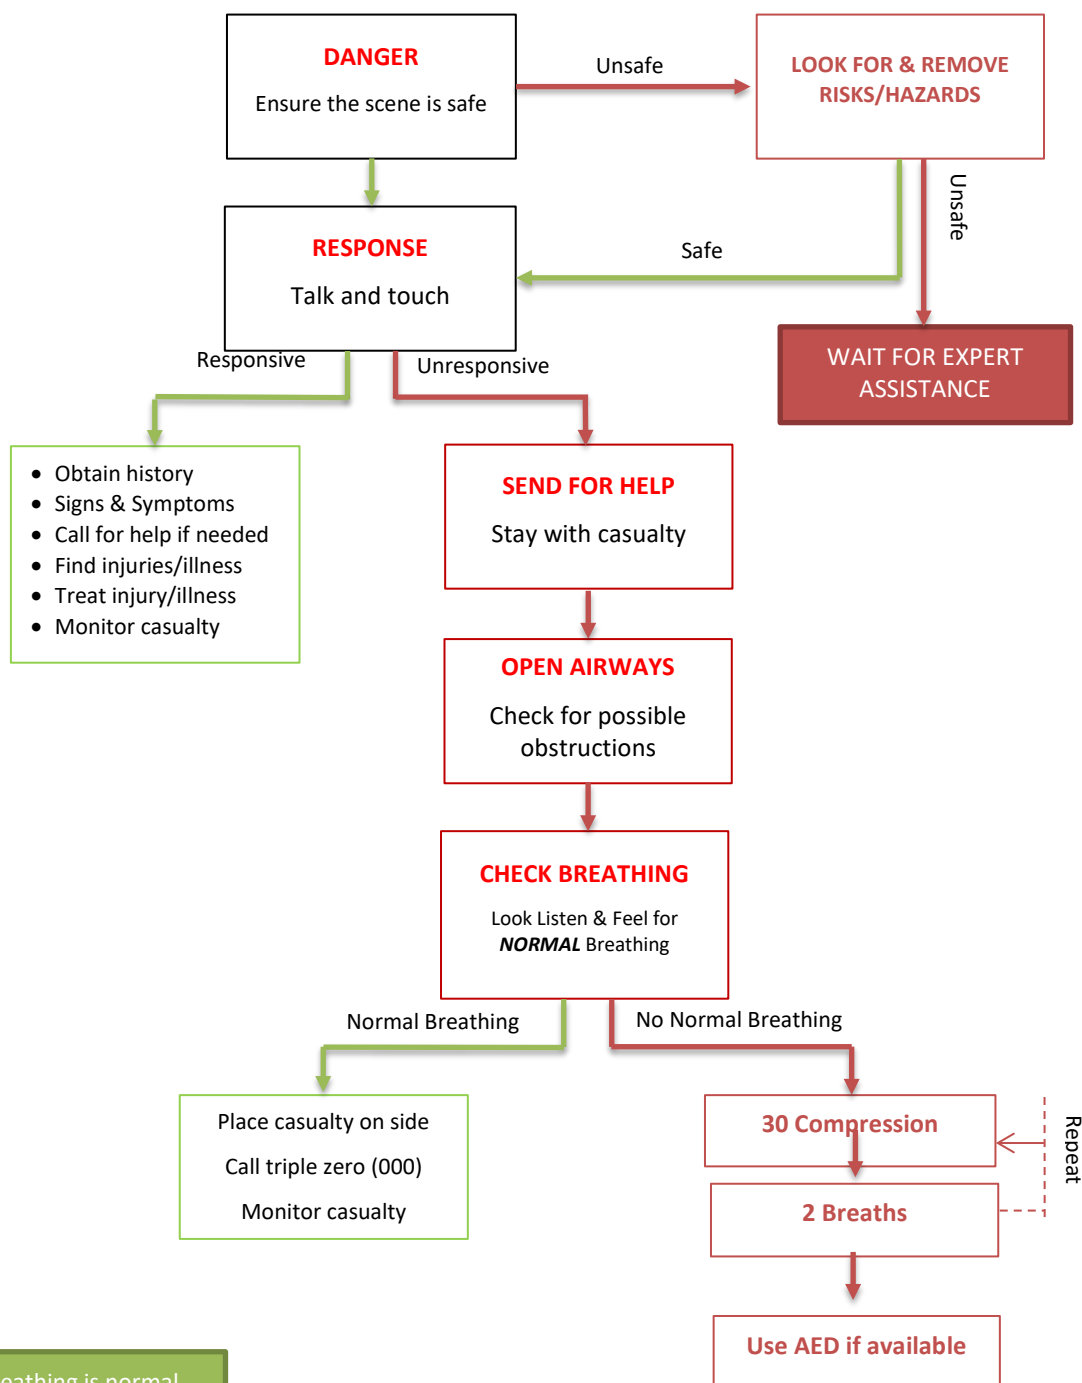 DANGER
Ensure the scene is safe
Unsafe
LOOK FOR & REMOVE
RISKS/HAZARDS
Unsafe
RESPONSE
Talk and touch
Safe
WAIT FOR EXPERT
ASSISTANCE
Responsive
Unresponsive
• Obtain history
• Signs & Symptoms
• Call for help if needed
• Find injuries/illness
• Treat injury/illness
• Monitor casualty
SEND FOR HELP
Stay with casualty
OPEN AIRWAYS
Check for possible
obstructions
CHECK BREATHING
Look Listen & Feel for
NORMAL Breathing
Normal Breathing
No Normal Breathing
Place casualty on side
Call triple zero (000)
Monitor casualty
30 Compression
Repeat
2 Breaths
Use AED if available
is normal